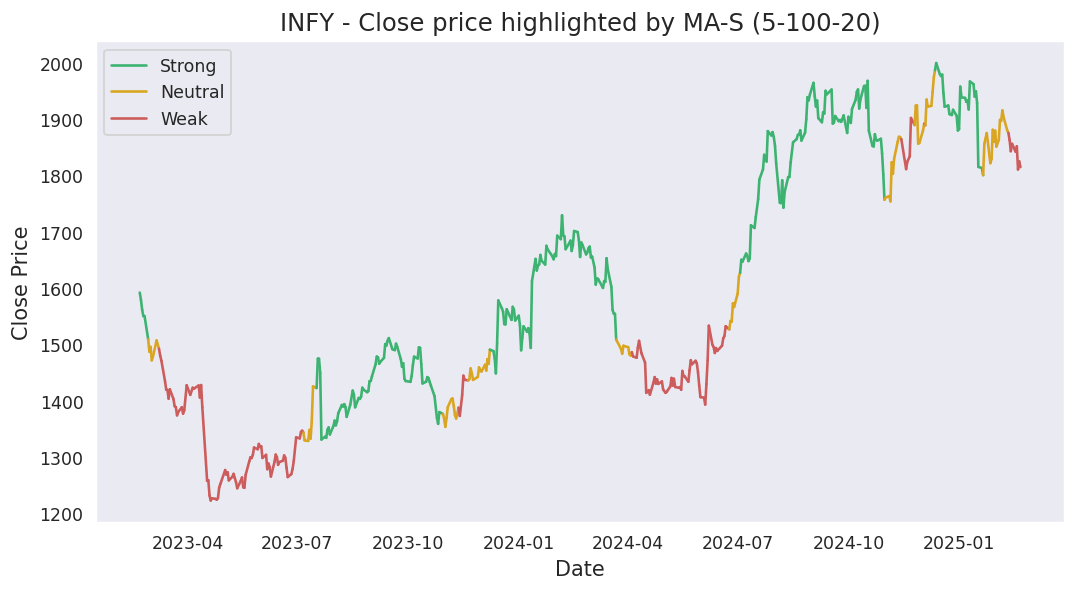 INFY - Close price highlighted by MA-S (5-100-20)
Strong
Neutral
Weak
Close Price
2000
1900
1800
1700
1600
1500
1400
1300
1200
2023-04 2023-07 2023-10 2024-01 2024-04 2024-07 2024-10 2025-01
Date